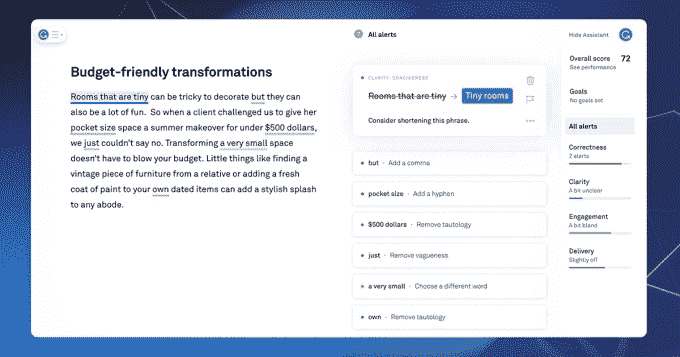 All alerts
Hide Assistant
Budget-friendly transformations
Rooms that are tiny can be tricky to decorate but they can
also be a lot of fun. So when a client challenged us to give her
pocket size space a summer makeover for under $500 dollars,
we just couldn't say no. Transforming a very small space
doesn't have to blow your budget. Little things like finding a
vintage piece of furniture from a relative or adding a fresh
coat of paint to your own dated items can add a stylish splash
to any abode.
CLARITY: CONCISENESS
Rooms that are tiny → Tiny rooms
Consider shortening this phrase.
but · Add a comma
pocket size · Add a hyphen
$500 dollars · Remove tautology
just · Remove vagueness
a very small · Choose a different word
own · Remove tautology
Overall score 72
See performance
Goals
No goals set
All alerts
Correctness
2 alerts
Clarity
A bit unclear
Engagement
A bit bland
Delivery
Slightly off